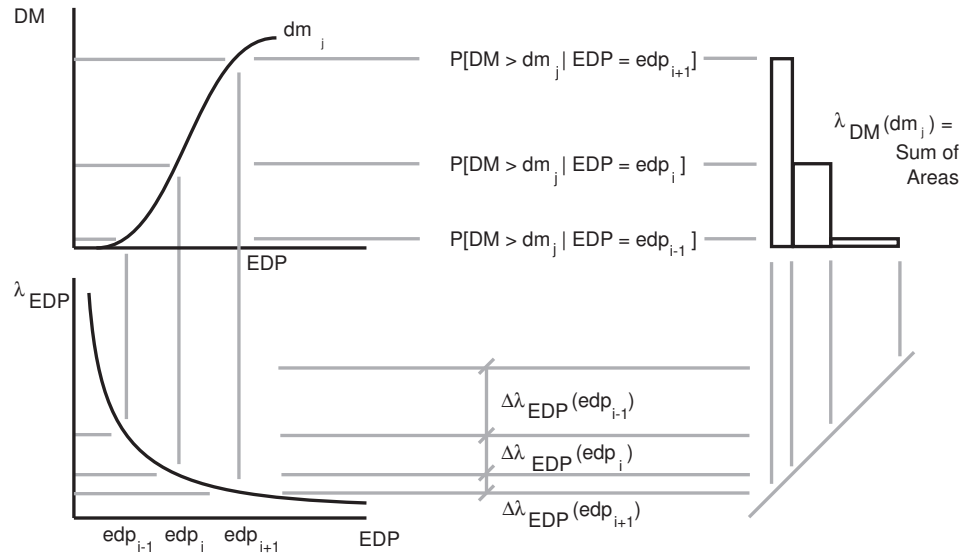 DM
dm j
P[DM > dm j | EDP = edp i+1]
λ DM (dm j) =
Sum of
Areas
P[DM > dm j | EDP = edp i]
P[DM > dm j | EDP = edp i-1]
EDP
λ EDP
Δλ EDP (edp i-1)
Δλ EDP (edp i)
Δλ EDP (edp i+1)
edp i-1 edp i edp i+1 EDP